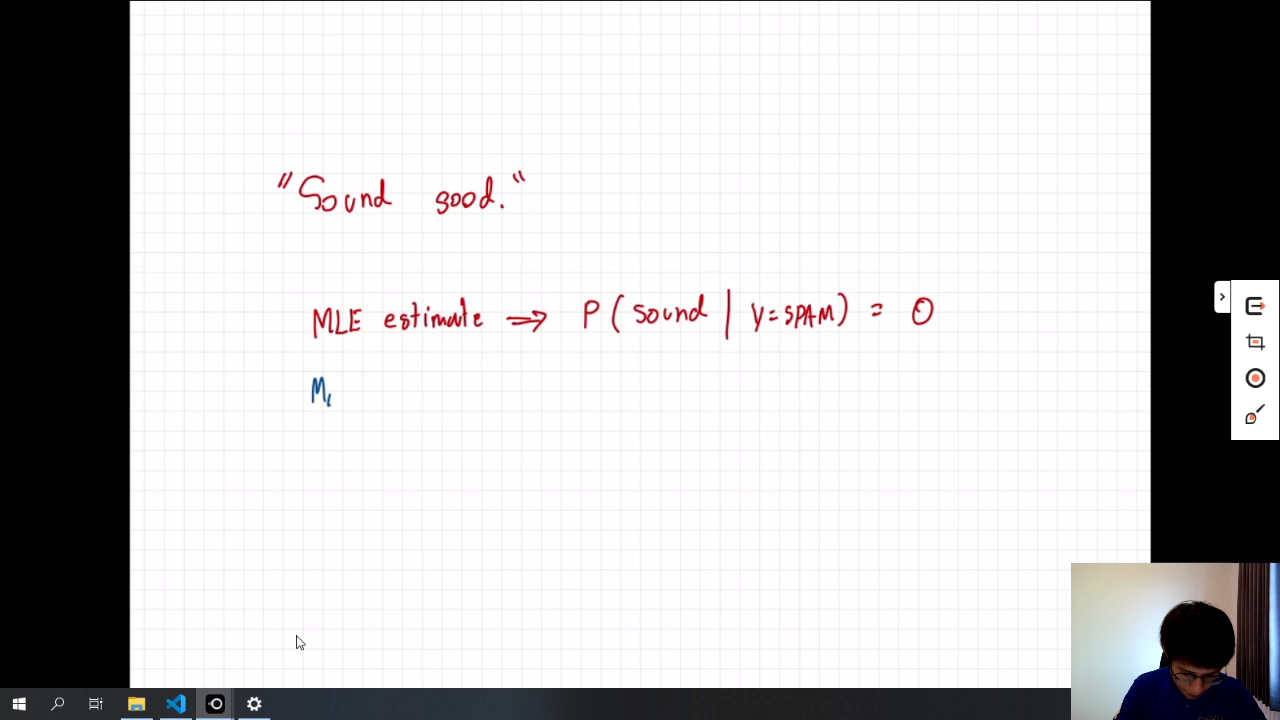 "Sound good."
MLE estimate ⇒ P( sound | Y=SPAM) = 0
M